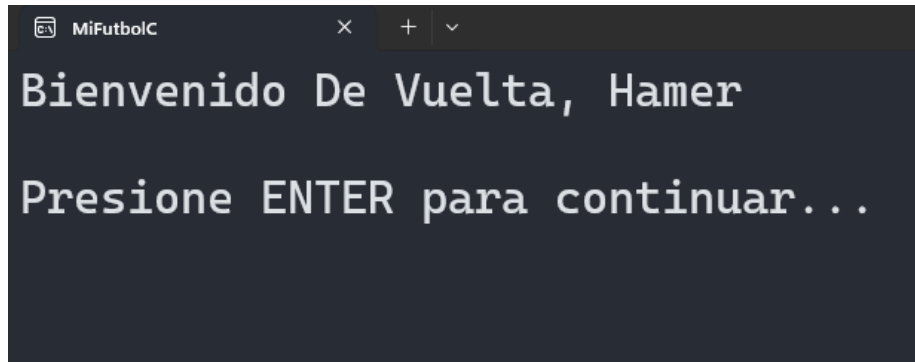 MiFutbolC
Bienvenido De Vuelta, Hamer
Presione ENTER para continuar...